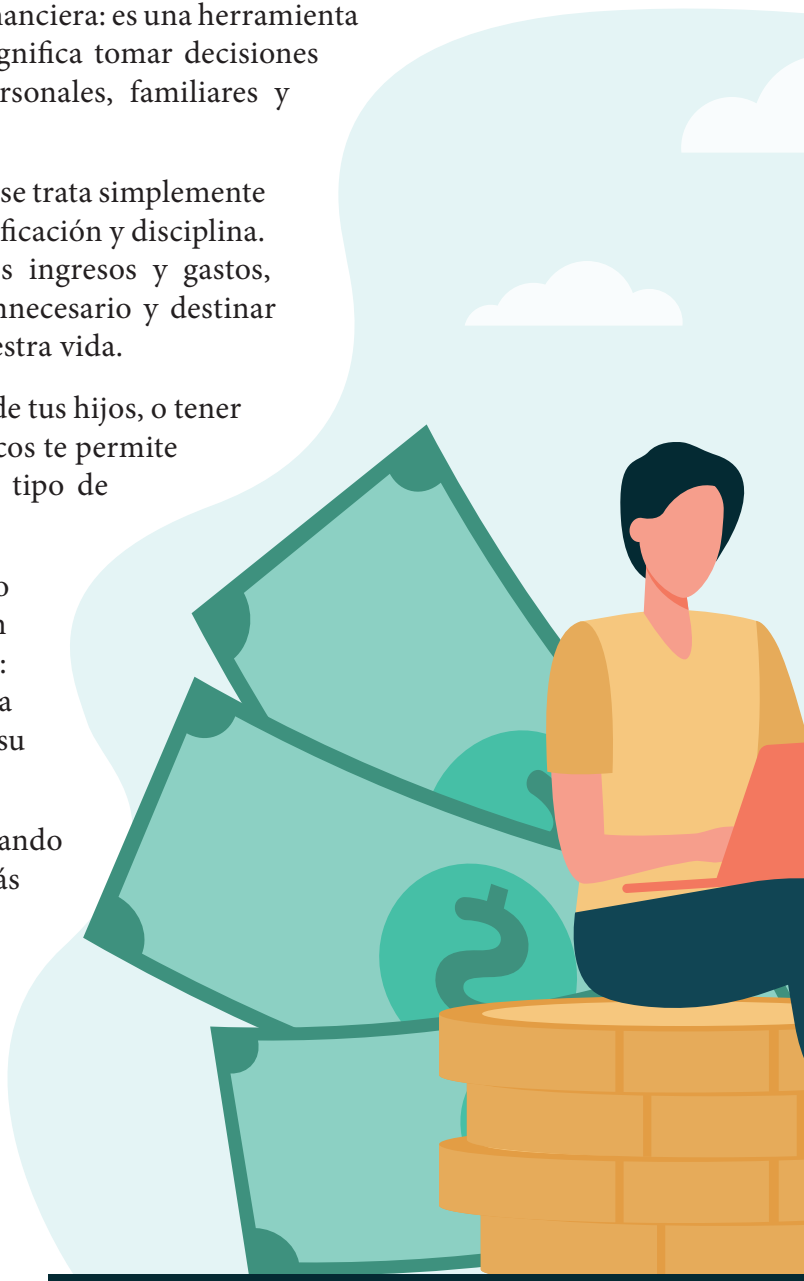 nanciera: es una herramienta
gnifica tomar decisiones
ersonales, familiares y
se trata simplemente
ficación y disciplina.
s ingresos y gastos,
nnecesario y destinar
estra vida.
de tus hijos, o tener
cos te permite
tipo de
o
n
:
a
su
ando
ás
$